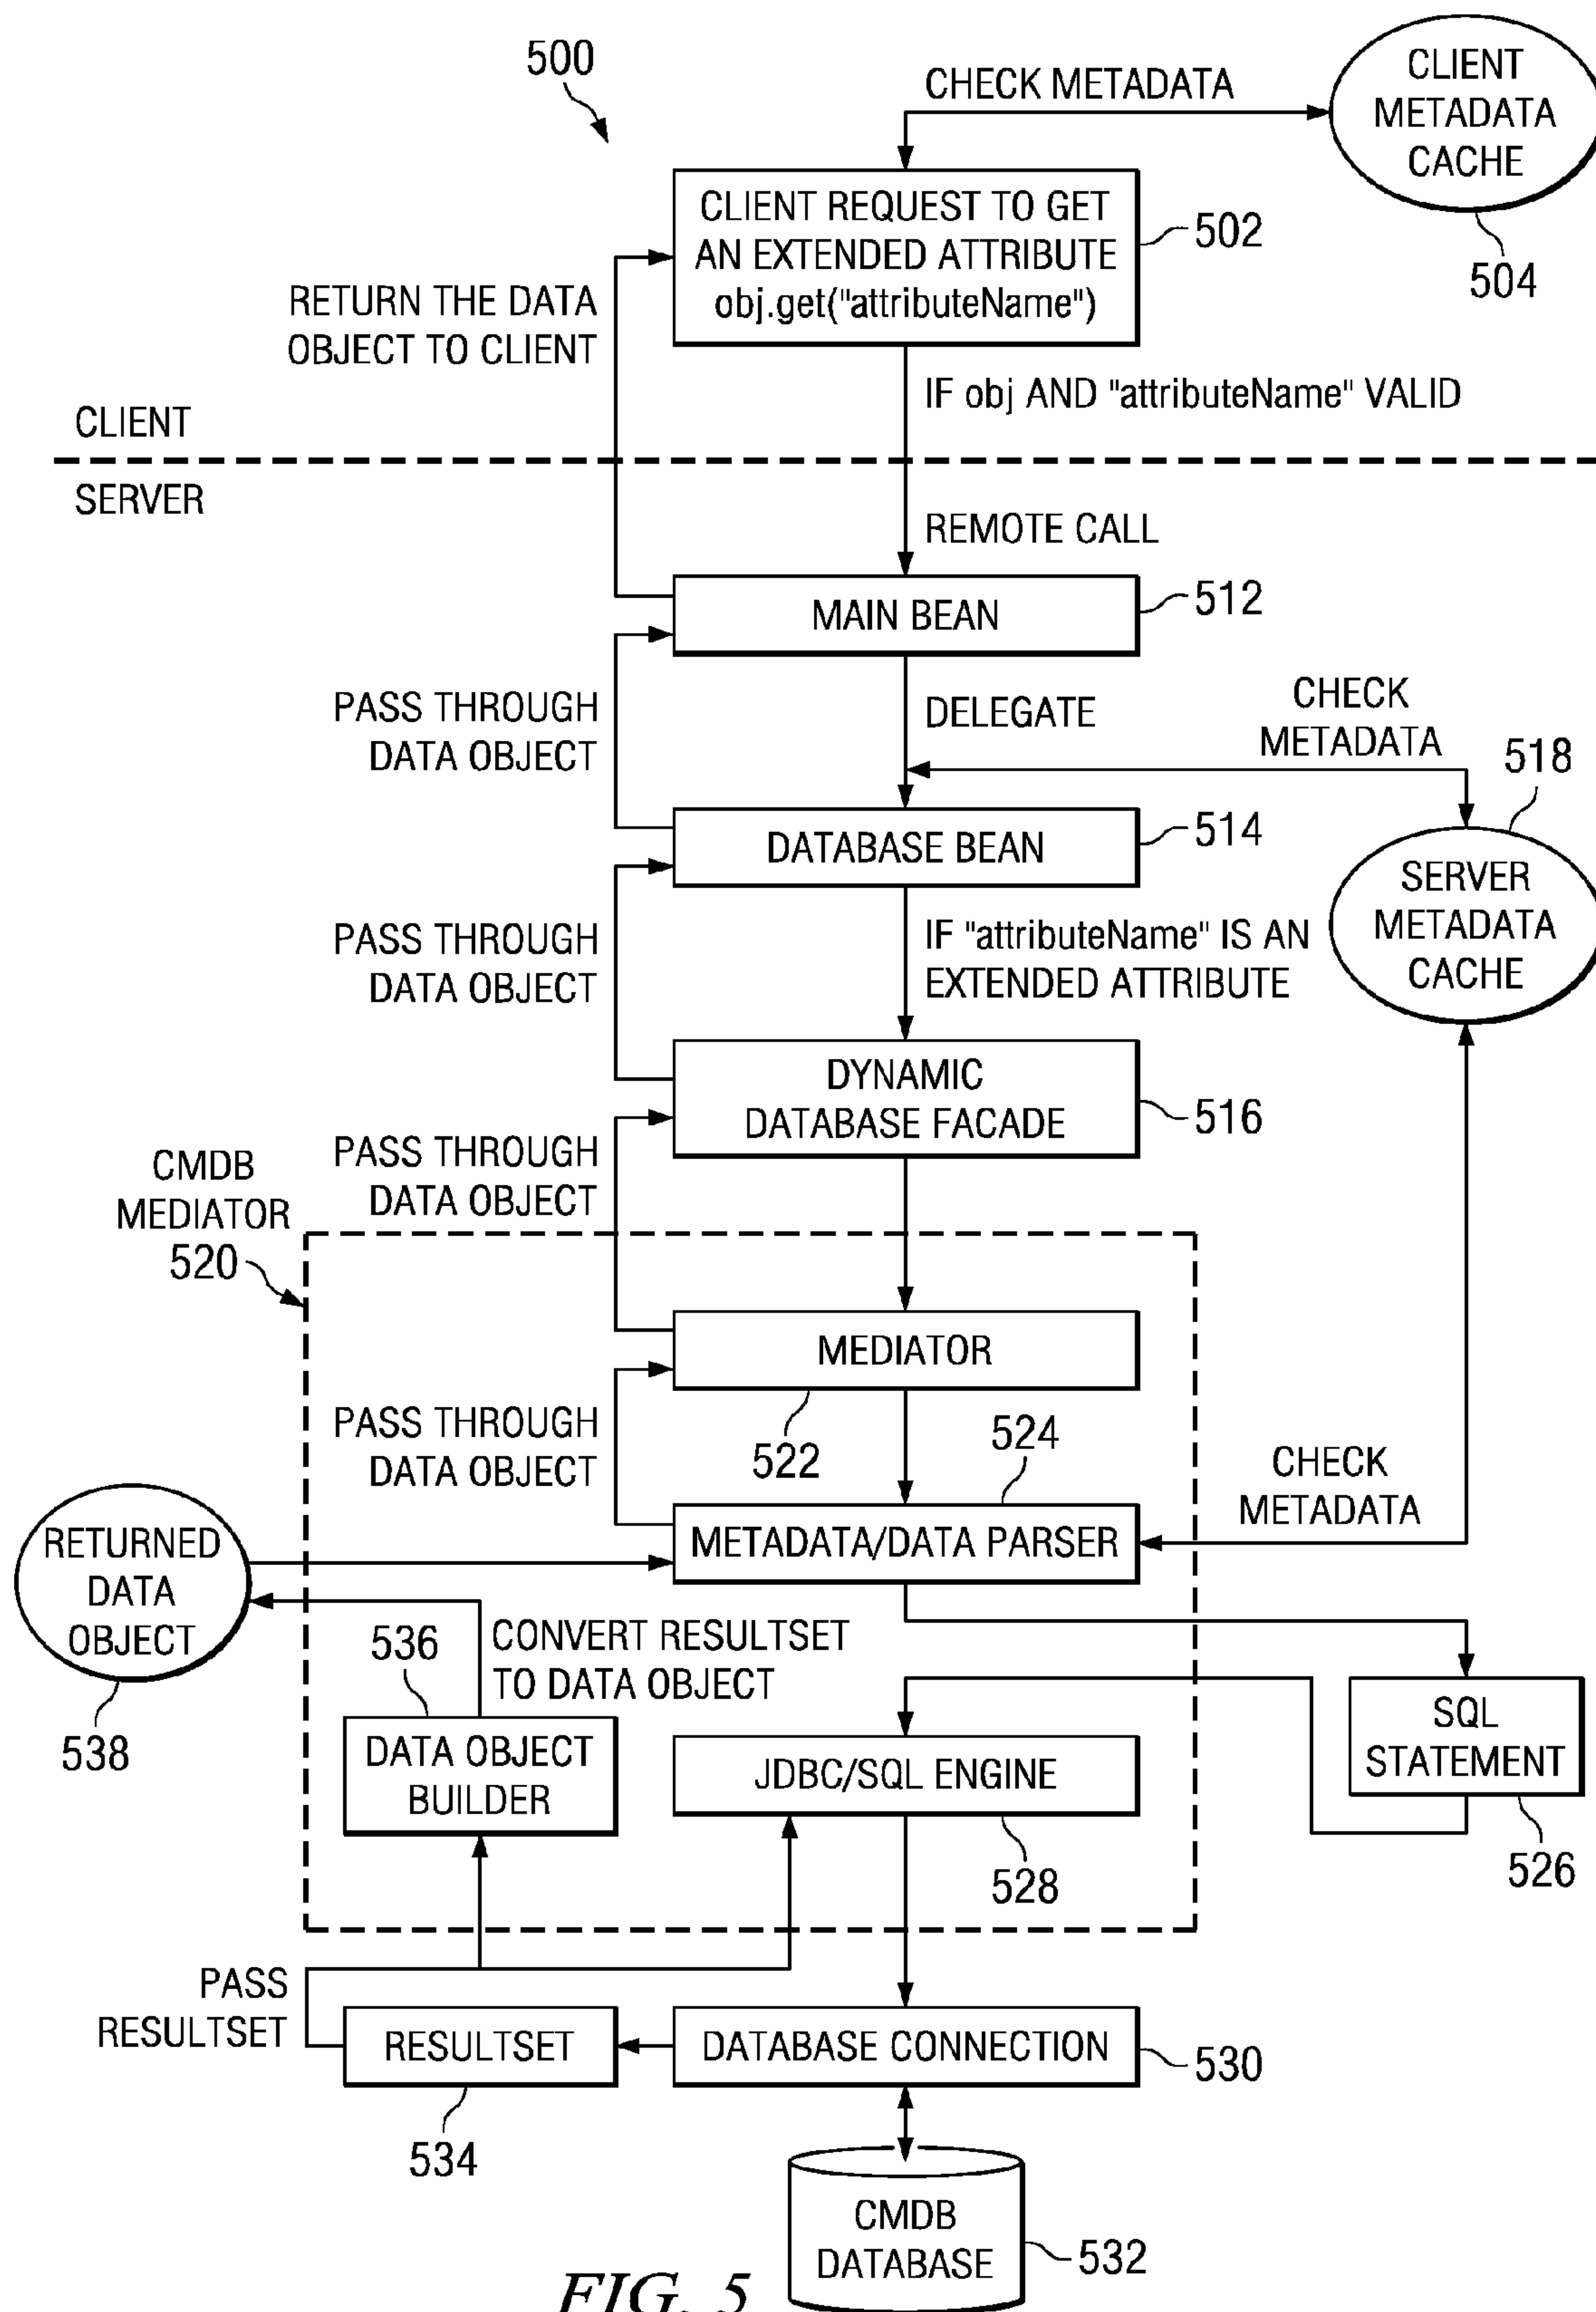 500
CHECK METADATA
CLIENT
METADATA
CACHE
504
CLIENT REQUEST TO GET
AN EXTENDED ATTRIBUTE
obj.get("attributeName")
502
RETURN THE DATA
OBJECT TO CLIENT
IF obj AND "attributeName" VALID
CLIENT
SERVER
REMOTE CALL
MAIN BEAN
512
PASS THROUGH
DATA OBJECT
DELEGATE
CHECK
METADATA
518
DATABASE BEAN
514
SERVER
METADATA
CACHE
PASS THROUGH
DATA OBJECT
IF "attributeName" IS AN
EXTENDED ATTRIBUTE
DYNAMIC
DATABASE FACADE
516
PASS THROUGH
DATA OBJECT
CMDB
MEDIATOR
520
MEDIATOR
522
PASS THROUGH
DATA OBJECT
524
CHECK
METADATA
METADATA/DATA PARSER
RETURNED
DATA
OBJECT
538
536
CONVERT RESULTSET
TO DATA OBJECT
DATA OBJECT
BUILDER
JDBC/SQL ENGINE
528
SQL
STATEMENT
526
PASS
RESULTSET
RESULTSET
534
DATABASE CONNECTION
530
CMDB
DATABASE
532
FIG. 5